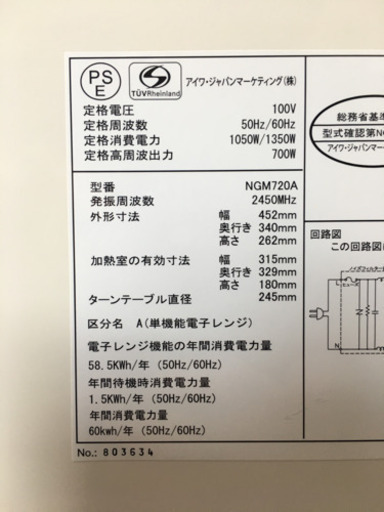 PS
E
S
TÜVRheinland
アイワ・ジャパンマーケティング(株)
定格電圧 100V
定格周波数 50Hz/60Hz
定格消費電力 1050W/1350W
定格高周波出力 700W
型番 NGM720A
発振周波数 2450MHz
外形寸法 幅 452mm
奥行き 340mm
高さ 262mm
加熱室の有効寸法 幅 315mm
奥行き 329mm
高さ 180mm
ターンテーブル直径 245mm
区分名 A(単機能電子レンジ)
電子レンジ機能の年間消費電力量
58.5KWh/年 (50Hz/60Hz)
年間待機時消費電力量
1.5KWh/年 (50Hz/60Hz)
年間消費電力量
60kwh/年 (50Hz/60Hz)
No.: 803634
総務省基準
型式確認第N
アイワ・ジャパンマー
回路図
この回路図
L
N